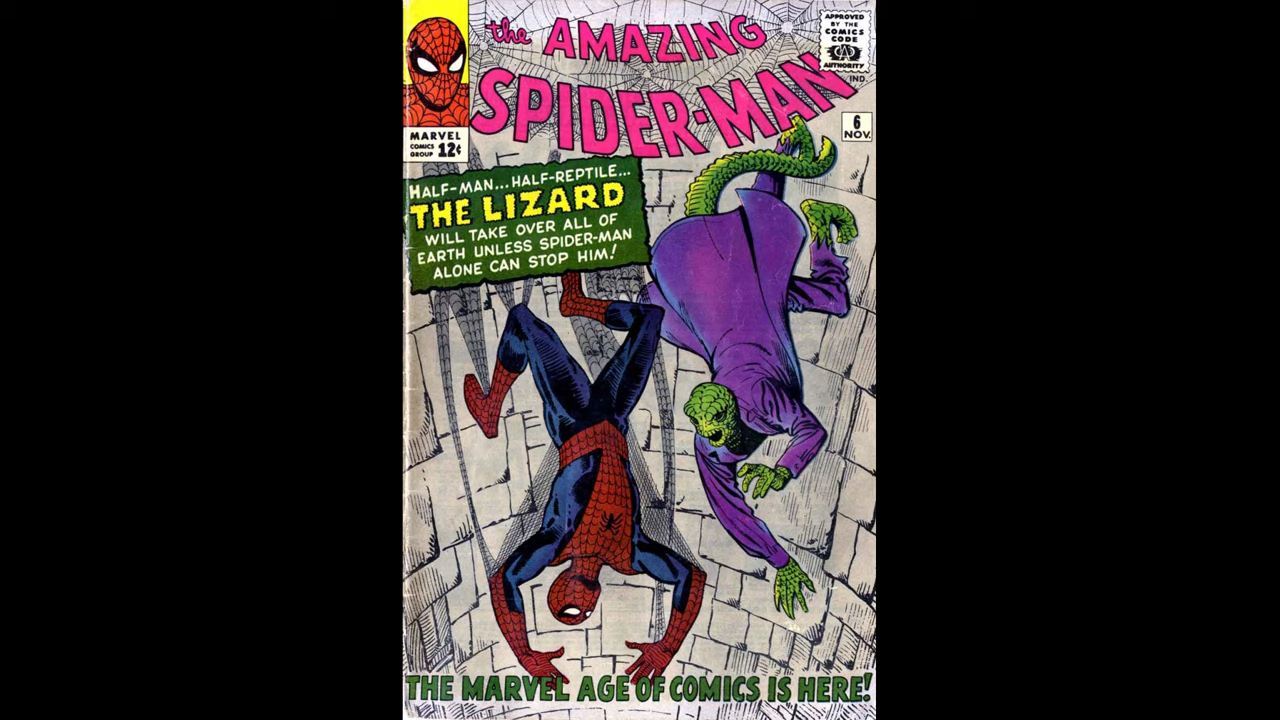 the AMAZING
SPIDER-MAN
APPROVED
BY THE
COMICS
CODE
CA
AUTHORITY
IND.
MARVEL
COMICS
GROUP 12¢
6
NOV.
HALF-MAN...HALF-REPTILE...
THE LIZARD
WILL TAKE OVER ALL OF
EARTH UNLESS SPIDER-MAN
ALONE CAN STOP HIM!
THE MARVEL AGE OF COMICS IS HERE!